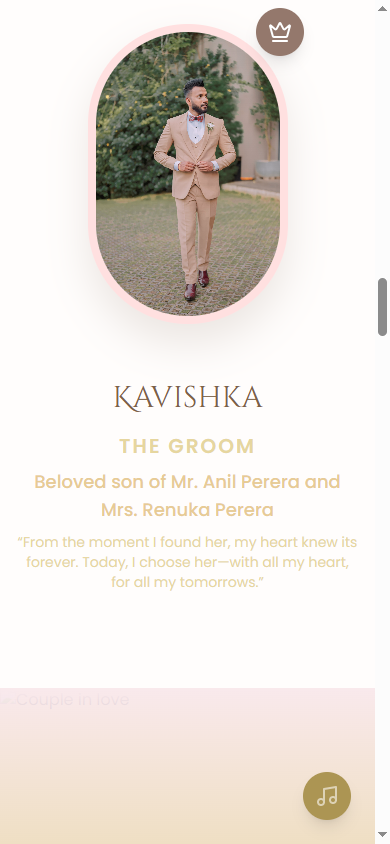 KAVISHKA
THE GROOM
Beloved son of Mr. Anil Perera and
Mrs. Renuka Perera
“From the moment I found her, my heart knew its
forever. Today, I choose her—with all my heart,
for all my tomorrows.”
Couple in love